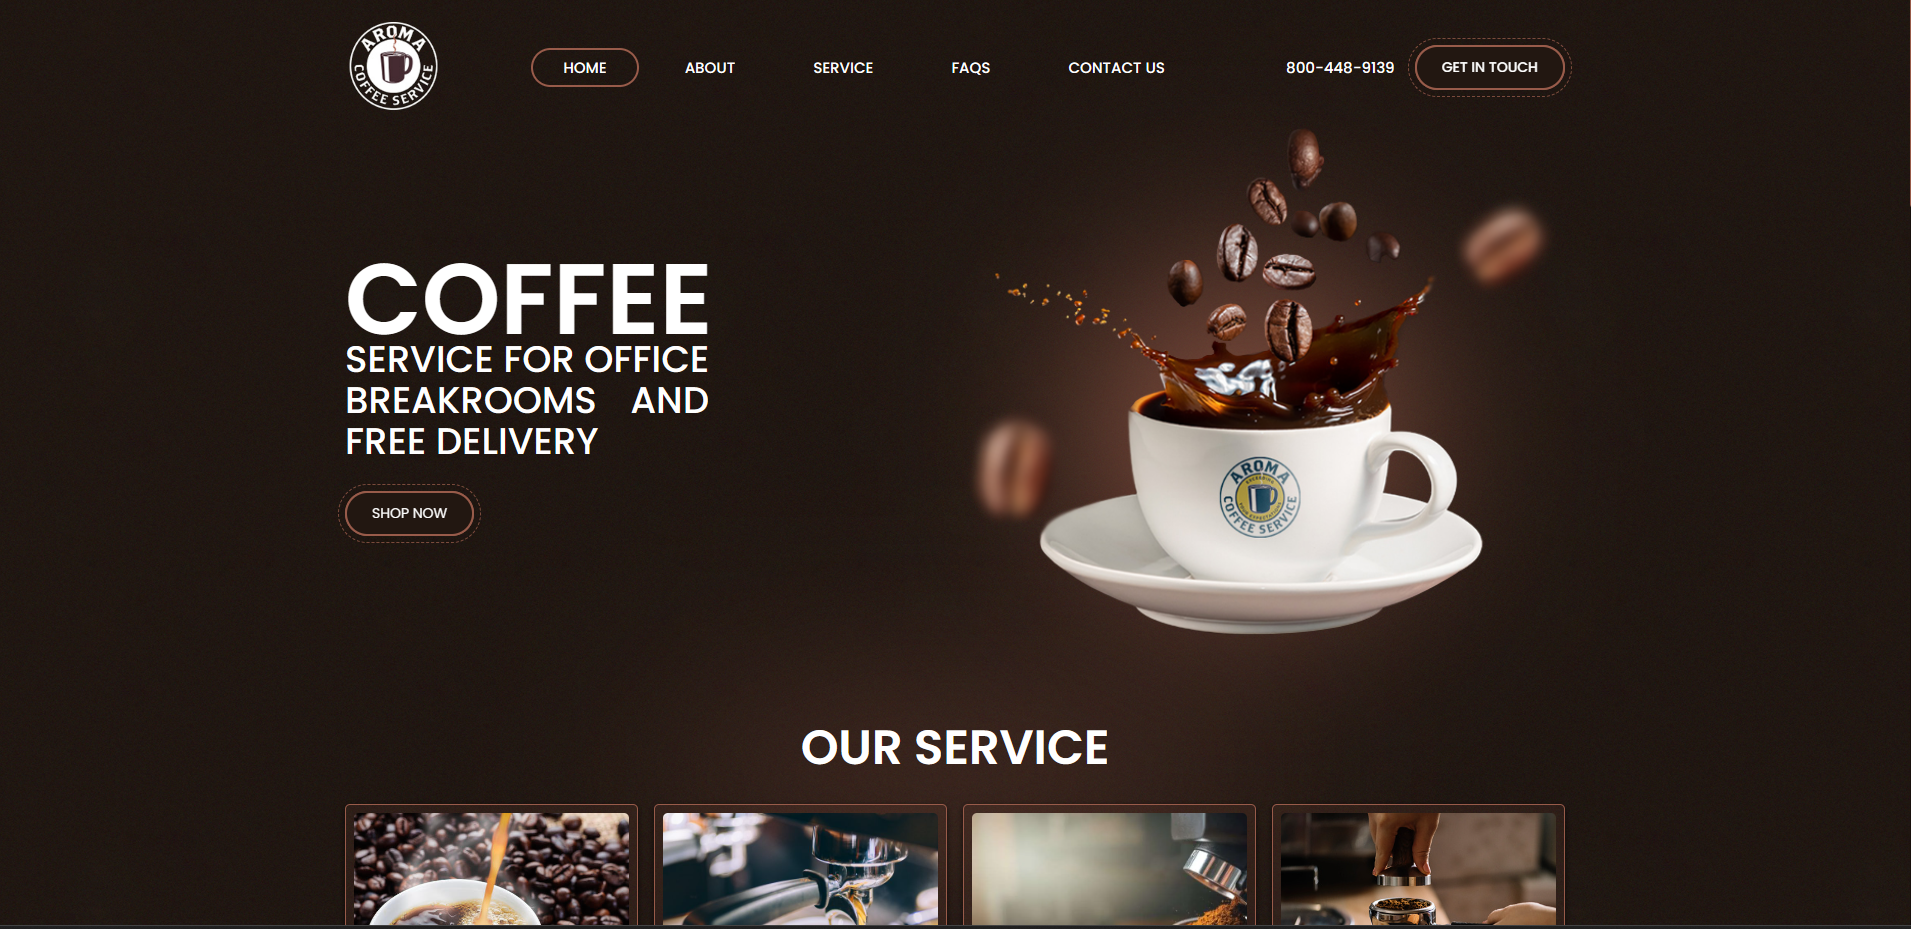 AROMA
COFFEE SERVICE
HOME
ABOUT
SERVICE
FAQS
CONTACT US
800-448-9139
GET IN TOUCH
COFFEE
SERVICE FOR OFFICE
BREAKROOMS AND
FREE DELIVERY
SHOP NOW
AROMA
COFFEE SERVICE
OUR SERVICE